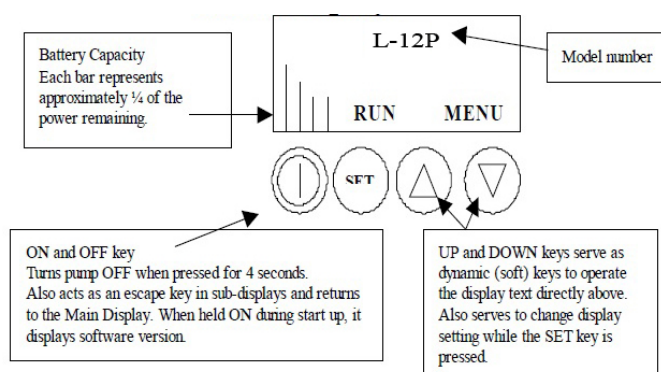 Battery Capacity
Each bar represents
approximately ¼ of the
power remaining.
L-12P
Model number
RUN MENU
SET
ON and OFF key
Turns pump OFF when pressed for 4 seconds.
Also acts as an escape key in sub-displays and returns
to the Main Display. When held ON during start up, it
displays software version.
UP and DOWN keys serve as
dynamic (soft) keys to operate
the display text directly above.
Also serves to change display
setting while the SET key is
pressed.